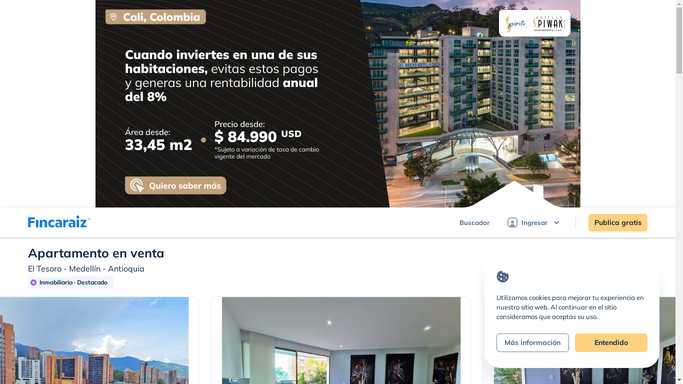 Cali, Colombia
PIWAK
Cuando inviertes en una de sus
habitaciones, evitas estos pagos
y generas una rentabilidad anual
del 8%
Área desde:
33,45 m2
Precio desde:
$ 84.990 USD
*Sujeto a variación de tasa de cambio
vigente del mercado
Quiero saber más
Fincaraiz
Buscador
Ingresar
Publica gratis
Apartamento en venta
El Tesoro - Medellín - Antioquia
Inmobiliaria · Destacado
Utilizamos cookies para mejorar tu experiencia en
nuestro sitio web. Al continuar en el sitio
consideramos que aceptas su uso.
Más información
Entendido